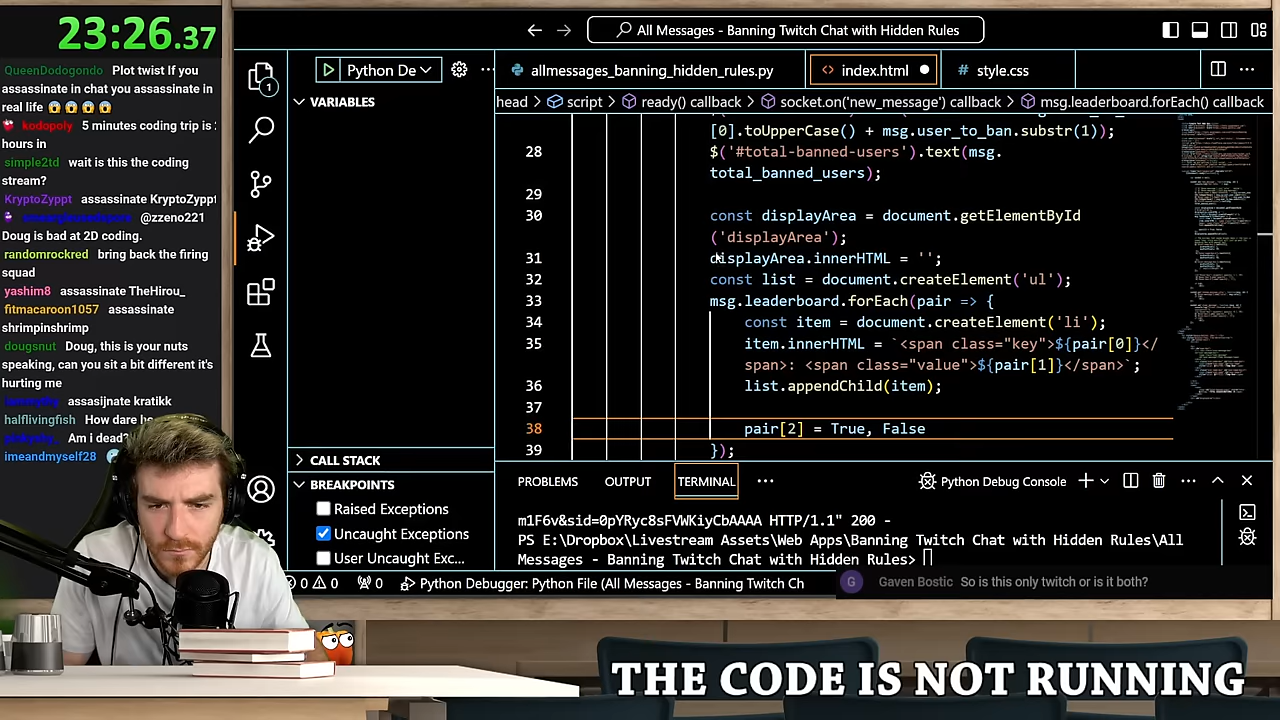 23:26.37
QueenDodogondo Plot twist If you
assassinate in chat you assassinate in
real life
kodopoly 5 minutes coding trip is
hours in
simple2td wait is this the coding
stream?
KryptoZyppt assassinate KryptoZyppt
@zzeno221
Doug is bad at 2D coding.
randomrocked bring back the firing
squad
yashim8 assassinate TheHirou_
fitmacaroon1057 assassinate
shrimpinshrimp
dougsnut Doug, this is your nuts
speaking, can you sit a bit different it's
hurting me
assasijnate kratikk
halflivingfish How dare
Am i dead?
imeandmyself28
All Messages - Banning Twitch Chat with Hidden Rules
Python De
VARIABLES
CALL STACK
BREAKPOINTS
Raised Exceptions
Uncaught Exceptions
User Uncaught Exc...
1
allmessages_banning_hidden_rules.py
<> index.html
# style.css
head > script > ready() callback > socket.on('new_message') callback > msg.leaderboard.forEach() callback
[0].toUpperCase() + msg.user_to_ban.substr(1));
28 $('#total-banned-users').text(msg.
total_banned_users);
29
30 const displayArea = document.getElementById
('displayArea');
31 displayArea.innerHTML = '';
32 const list = document.createElement('ul');
33 msg.leaderboard.forEach(pair => {
34 const item = document.createElement('li');
35 item.innerHTML = `<span class="key">${pair[0]}</
span>: <span class="value">${pair[1]}</span>`;
36 list.appendChild(item);
37
38 pair[2] = True, False
39 });
PROBLEMS OUTPUT TERMINAL ... Python Debug Console
m1F6v&sid=0pYRyc8sFVWKiyCbAAAA HTTP/1.1" 200 -
PS E:\Dropbox\Livestream Assets\Web Apps\Banning Twitch Chat with Hidden Rules\All
Messages - Banning Twitch Chat with Hidden Rules>
0 0 0 Python Debugger: Python File (All Messages - Banning Twitch Ch
G Gaven Bostic So is this only twitch or is it both?
THE CODE IS NOT RUNNING